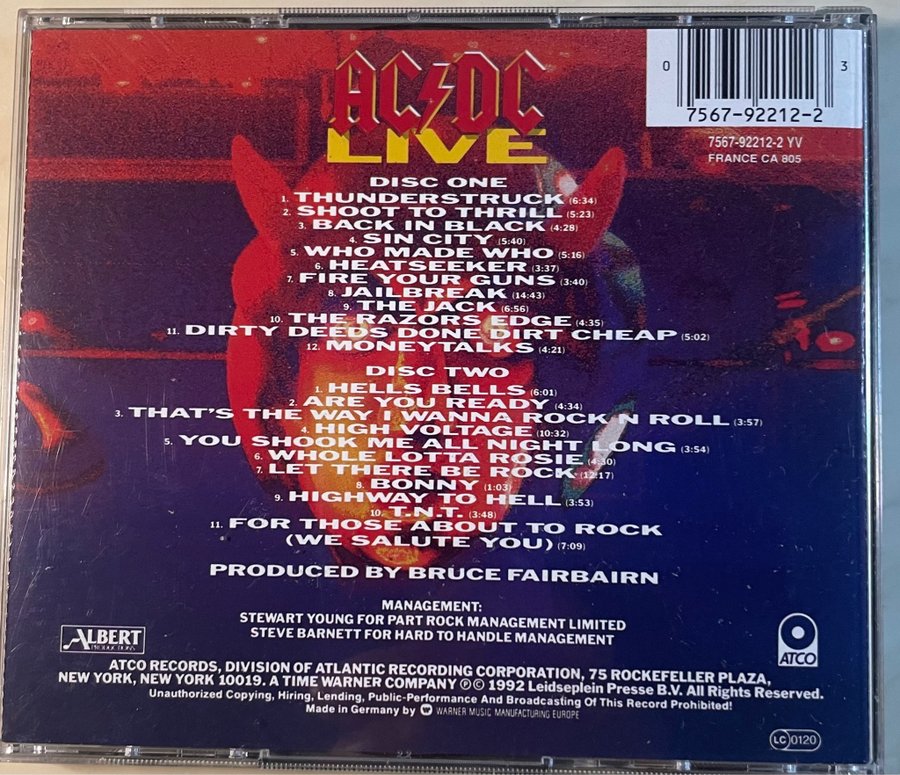 AC/DC
LIVE
0 3
7567-92212-2
7567-92212-2 YV
FRANCE CA 805
DISC ONE
1. THUNDERSTRUCK (6:34)
2. SHOOT TO THRILL (5:23)
3. BACK IN BLACK (4:28)
4. SIN CITY (5:40)
5. WHO MADE WHO (5:16)
6. HEATSEEKER (3:37)
7. FIRE YOUR GUNS (3:40)
8. JAILBREAK (14:43)
9. THE JACK (6:56)
10. THE RAZORS EDGE (4:35)
11. DIRTY DEEDS DONE DIRT CHEAP (5:02)
12. MONEYTALKS (4:21)
DISC TWO
1. HELLS BELLS (6:01)
2. ARE YOU READY (4:34)
3. THAT'S THE WAY I WANNA ROCK N ROLL (3:57)
4. HIGH VOLTAGE (10:32)
5. YOU SHOOK ME ALL NIGHT LONG (3:54)
6. WHOLE LOTTA ROSIE (4:30)
7. LET THERE BE ROCK (12:17)
8. BONNY (1:03)
9. HIGHWAY TO HELL (3:53)
10. T.N.T. (3:48)
11. FOR THOSE ABOUT TO ROCK
(WE SALUTE YOU) (7:09)
PRODUCED BY BRUCE FAIRBAIRN
MANAGEMENT:
STEWART YOUNG FOR PART ROCK MANAGEMENT LIMITED
STEVE BARNETT FOR HARD TO HANDLE MANAGEMENT
ALBERT
PRODUCTIONS
ATCO
ATCO RECORDS, DIVISION OF ATLANTIC RECORDING CORPORATION, 75 ROCKEFELLER PLAZA,
NEW YORK, NEW YORK 10019. A TIME WARNER COMPANY ℗© 1992 Leidseplein Presse B.V. All Rights Reserved.
Unauthorized Copying, Hiring, Lending, Public-Performance And Broadcasting Of This Record Prohibited!
Made in Germany by WARNER MUSIC MANUFACTURING EUROPE
LC 0120